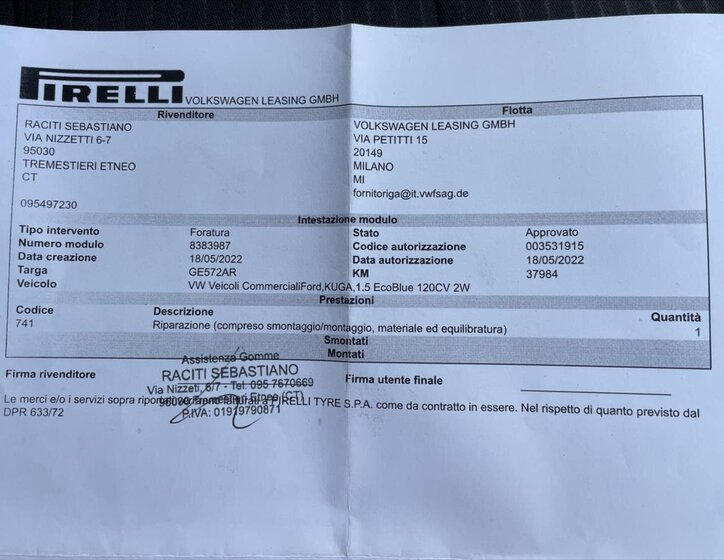 PIRELLI VOLKSWAGEN LEASING GMBH
Rivenditore Flotta
RACITI SEBASTIANO VOLKSWAGEN LEASING GMBH
VIA NIZZETTI 6-7 VIA PETITTI 15
95030 20149
TREMESTIERI ETNEO MILANO
CT MI
fornitoriga@it.vwfsag.de
095497230
Intestazione modulo
Tipo intervento Foratura Stato Approvato
Numero modulo 8383987 Codice autorizzazione 003531915
Data creazione 18/05/2022 Data autorizzazione 18/05/2022
Targa GE572AR KM 37984
Veicolo VW Veicoli CommercialiFord,KUGA,1.5 EcoBlue 120CV 2W
Prestazioni
Codice Descrizione Quantità
741 Riparazione (compreso smontaggio/montaggio, materiale ed equilibratura) 1
Smontati
Montati
Assistenza Gomme
Firma rivenditore RACITI SEBASTIANO Firma utente finale
Via Nizzeti, 6/7 - Tel. 095 7670669
Tremestieri Etneo (CT)
Le merci e/o i servizi sopra a PIRELLI TYRE S.P.A. come da contratto in essere. Nel rispetto di quanto previsto dal
DPR 633/72 P.IVA: 01919790871